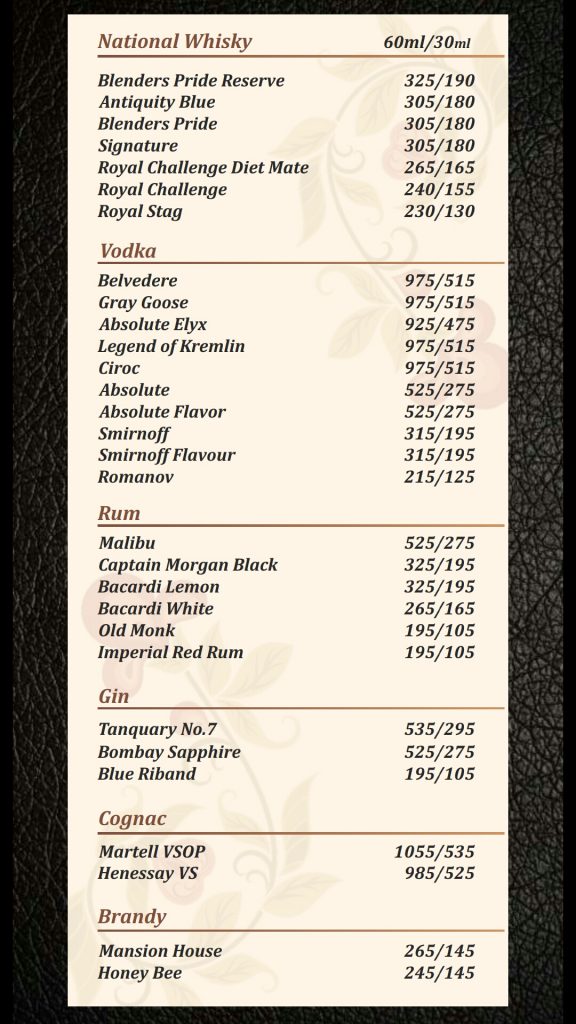 National Whisky 60ml/30ml
Blenders Pride Reserve 325/190
Antiquity Blue 305/180
Blenders Pride 305/180
Signature 305/180
Royal Challenge Diet Mate 265/165
Royal Challenge 240/155
Royal Stag 230/130
Vodka
Belvedere 975/515
Gray Goose 975/515
Absolute Elyx 925/475
Legend of Kremlin 975/515
Ciroc 975/515
Absolute 525/275
Absolute Flavor 525/275
Smirnoff 315/195
Smirnoff Flavour 315/195
Romanov 215/125
Rum
Malibu 525/275
Captain Morgan Black 325/195
Bacardi Lemon 325/195
Bacardi White 265/165
Old Monk 195/105
Imperial Red Rum 195/105
Gin
Tanquary No.7 535/295
Bombay Sapphire 525/275
Blue Riband 195/105
Cognac
Martell VSOP 1055/535
Henessay VS 985/525
Brandy
Mansion House 265/145
Honey Bee 245/145